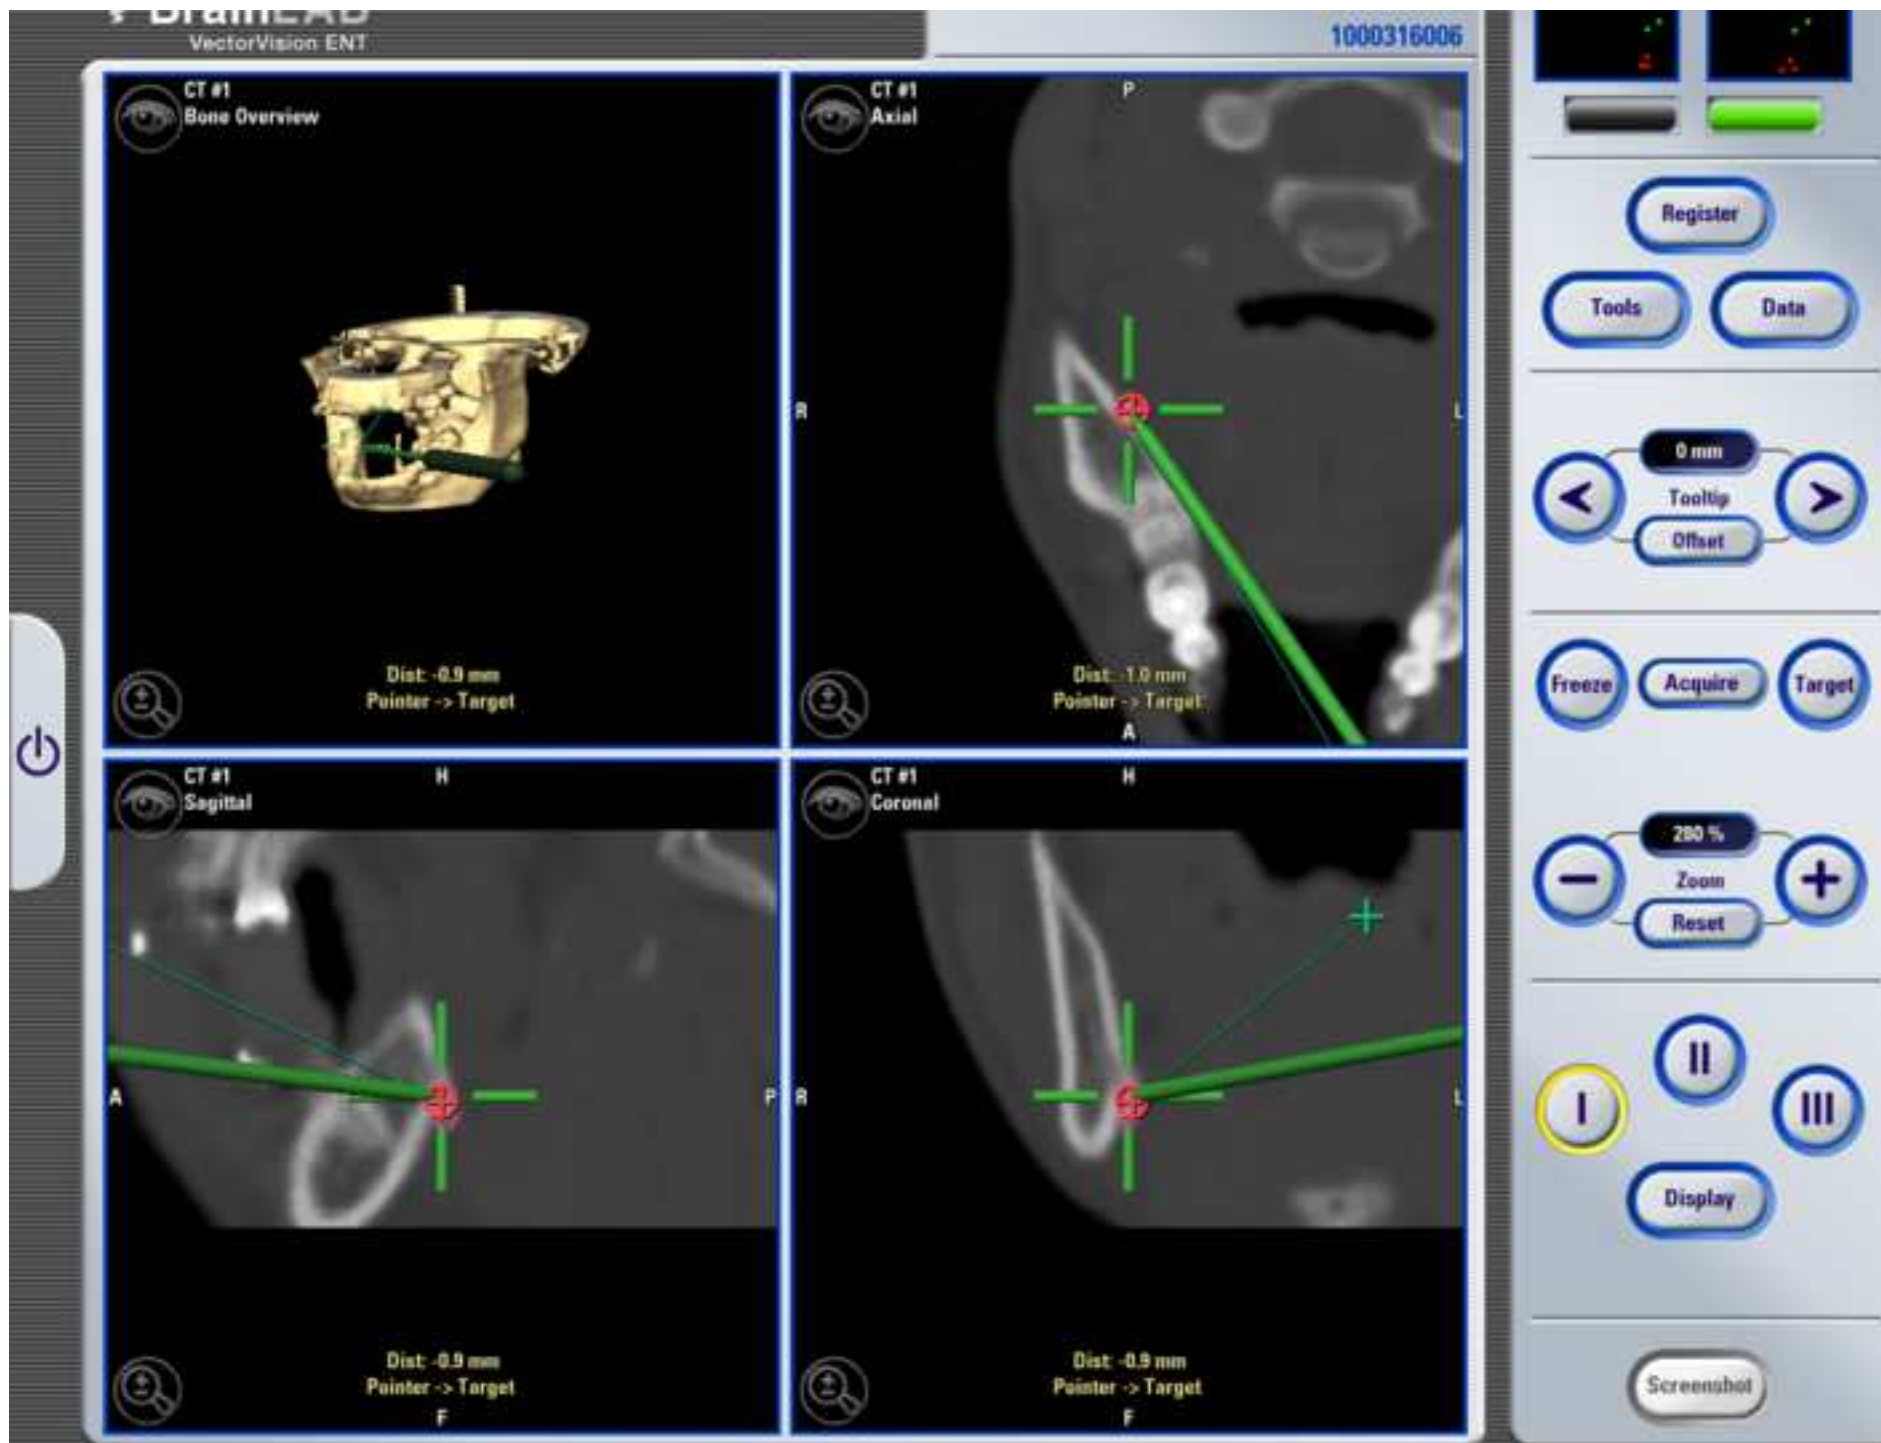 BrainLAB
VectorVision ENT
1000316006
CT #1
Bone Overview
Dist: -0.9 mm
Pointer -> Target
CT #1
Axial
P
R
L
Dist: -1.0 mm
Pointer -> Target
A
CT #1
Sagittal
H
A
P
Dist: -0.9 mm
Pointer -> Target
F
CT #1
Coronal
H
R
L
Dist: -0.9 mm
Pointer -> Target
F
Register
Tools
Data
0 mm
<
Tooltip
>
Offset
Freeze
Acquire
Target
280 %
Zoom
Reset
I
II
III
Display
Screenshot